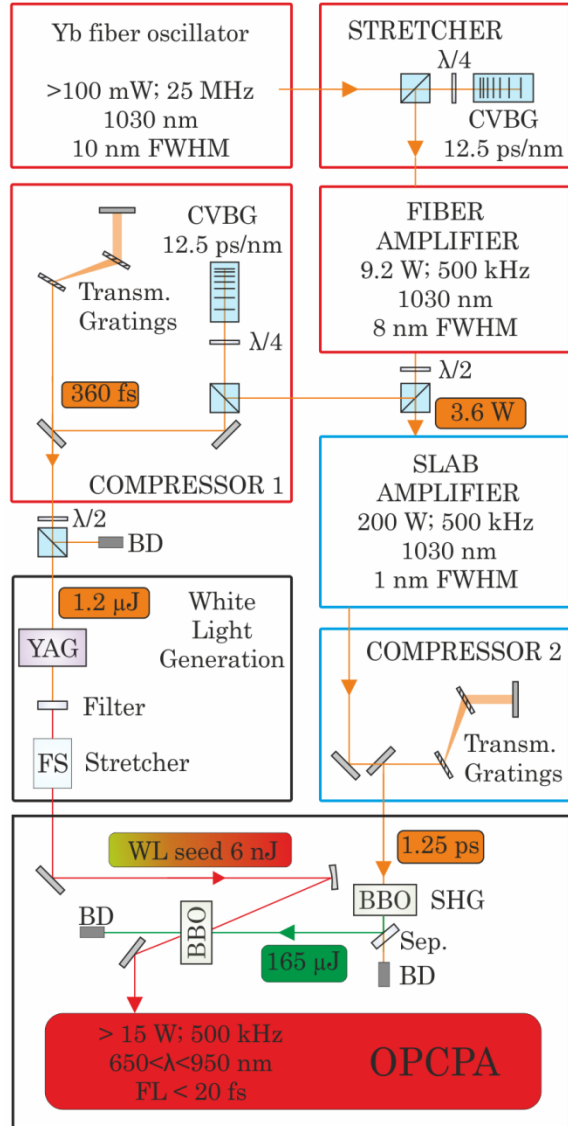 Yb fiber oscillator
>100 mW; 25 MHz
1030 nm
10 nm FWHM
STRETCHER
λ/4
CVBG
12.5 ps/nm
FIBER
AMPLIFIER
9.2 W; 500 kHz
1030 nm
8 nm FWHM
λ/2
3.6 W
CVBG
12.5 ps/nm
Transm.
Gratings
λ/4
360 fs
COMPRESSOR 1
λ/2
BD
SLAB
AMPLIFIER
200 W; 500 kHz
1030 nm
1 nm FWHM
1.2 μJ
White
Light
Generation
YAG
Filter
FS
Stretcher
COMPRESSOR 2
Transm.
Gratings
WL seed 6 nJ
1.25 ps
BBO
SHG
BD
BBO
Sep.
165 μJ
BD
> 15 W; 500 kHz
650<λ<950 nm
FL < 20 fs
OPCPA